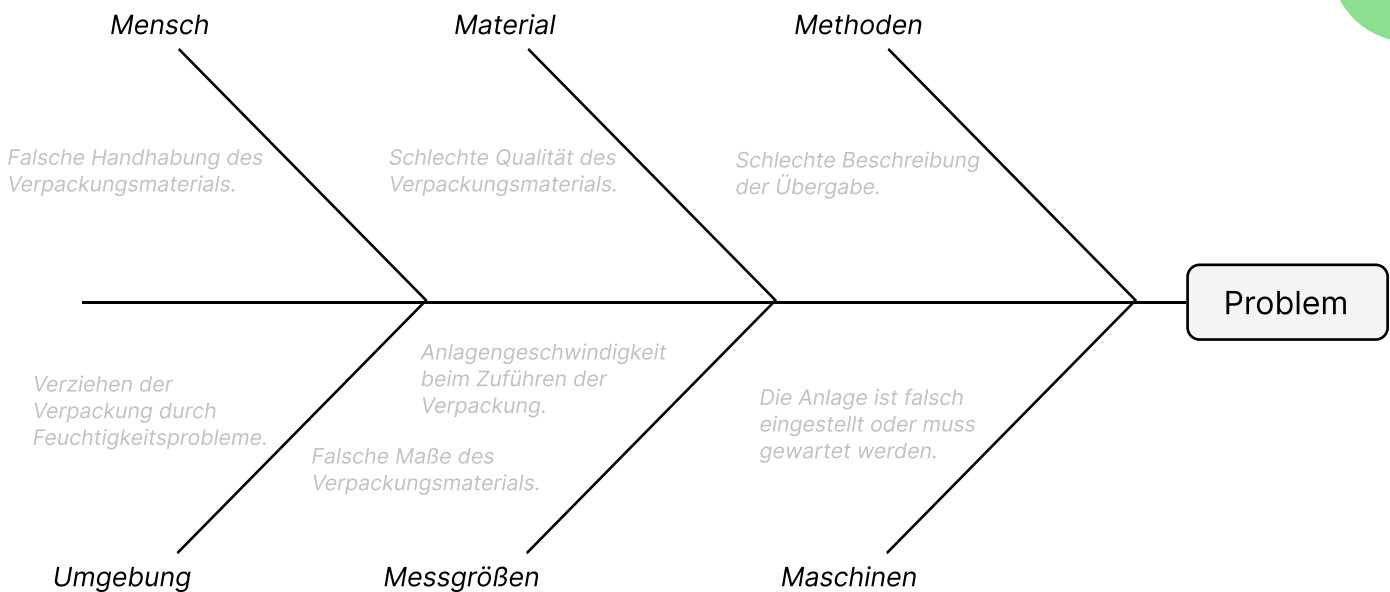 Mensch
Material
Methoden
Falsche Handhabung des
Verpackungsmaterials.
Schlechte Qualität des
Verpackungsmaterials.
Schlechte Beschreibung
der Übergabe.
Problem
Verziehen der
Verpackung durch
Feuchtigkeitsprobleme.
Anlagengeschwindigkeit
beim Zuführen der
Verpackung.
Falsche Maße des
Verpackungsmaterials.
Die Anlage ist falsch
eingestellt oder muss
gewartet werden.
Umgebung
Messgrößen
Maschinen